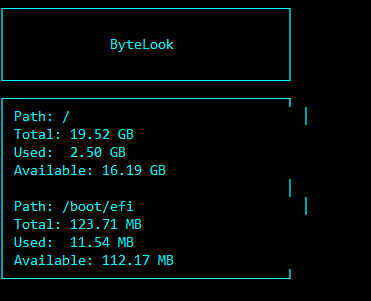 ByteLook
Path: /
Total: 19.52 GB
Used:  2.50 GB
Available: 16.19 GB
Path: /boot/efi
Total: 123.71 MB
Used:  11.54 MB
Available: 112.17 MB